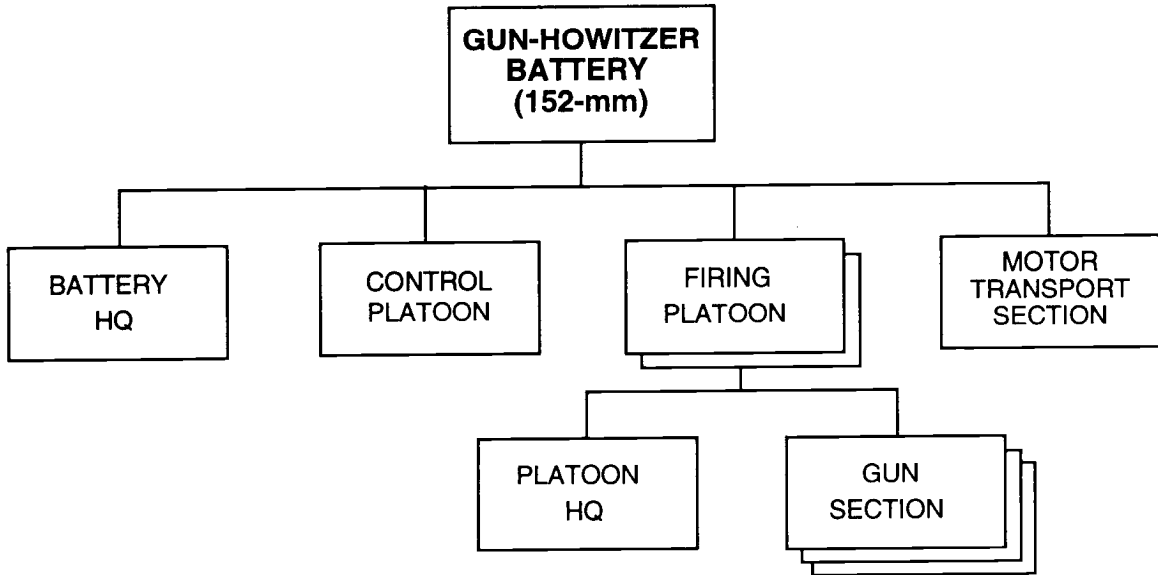 GUN-HOWITZER
BATTERY
(152-mm)
BATTERY
HQ
CONTROL
PLATOON
FIRING
PLATOON
MOTOR
TRANSPORT
SECTION
PLATOON
HQ
GUN
SECTION